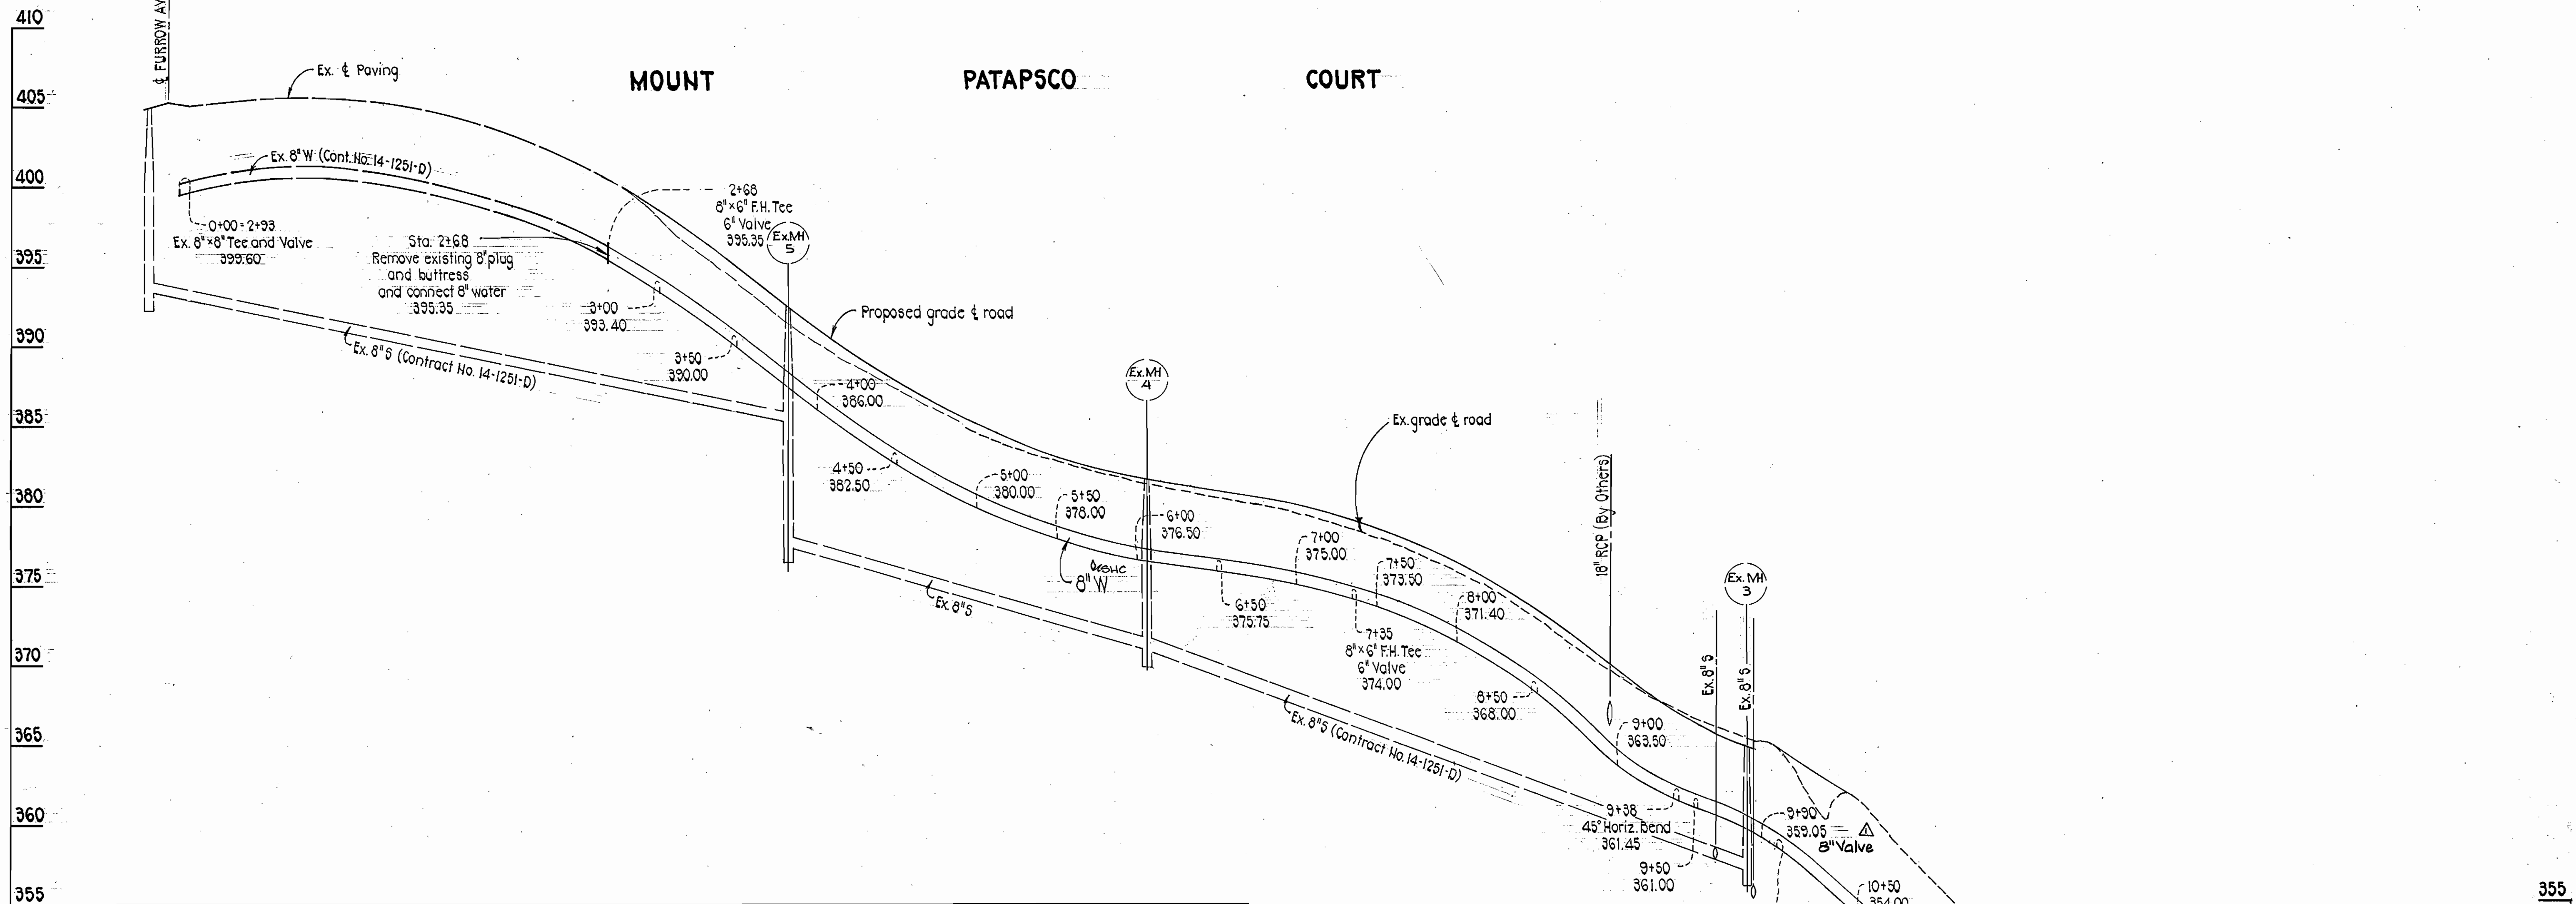 410
405
400
395
390
385
380
375
370
365
360
355
℄ FURROW AV
Ex. ℄ Paving
MOUNT PATAPSCO COURT
Ex. 8" W (Cont. No. 14-1251-D)
0+00=2+93
Ex. 8"x8" Tee and Valve
399.60
Sta. 2+68
Remove existing 8" plug
and buttress
and connect 8" water
395.35
2+68
8"x6" F.H. Tee
6" Valve
395.35
Ex. MH
5
3+00
393.40
Proposed grade ℄ road
Ex. 8" S (Contract No. 14-1251-D)
3+50
390.00
4+00
386.00
Ex. MH
4
Ex. grade ℄ road
4+50
382.50
5+00
380.00
5+50
378.00
6+00
376.50
18" RCP (By Others)
7+00
375.00
7+50
373.50
8" W
Ex. 8" S
6+50
375.75
7+35
8"x6" F.H. Tee
6" Valve
374.00
8+00
371.40
Ex. MH
3
Ex. 8" S
Ex. 8" S
8+50
368.00
Ex. 8" S (Contract No. 14-1251-D)
9+00
363.50
9+38
45° Horiz. Bend
361.45
9+50
361.00
9+90
359.05
8" Valve
1
10+50
354.00
355